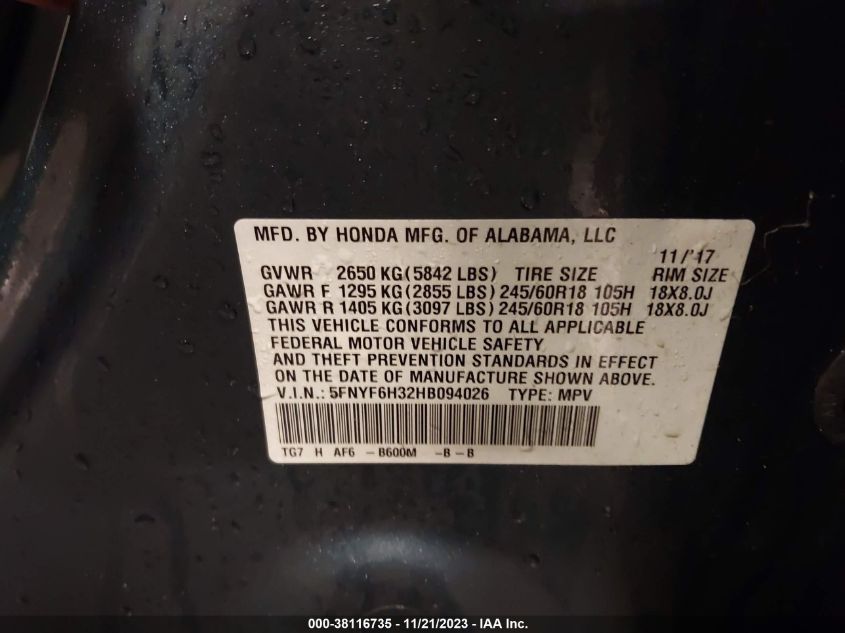 MFD. BY HONDA MFG. OF ALABAMA, LLC
11/'17
GVWR 2650 KG (5842 LBS) TIRE SIZE RIM SIZE
GAWR F 1295 KG (2855 LBS) 245/60R18 105H 18X8.0J
GAWR R 1405 KG (3097 LBS) 245/60R18 105H 18X8.0J
THIS VEHICLE CONFORMS TO ALL APPLICABLE
FEDERAL MOTOR VEHICLE SAFETY
AND THEFT PREVENTION STANDARDS IN EFFECT
ON THE DATE OF MANUFACTURE SHOWN ABOVE.
V.I.N.: 5FNYF6H32HB094026 TYPE: MPV
TG7 H AF6 - B600M - B - B
000-38116735 - 11/21/2023 - IAA Inc.